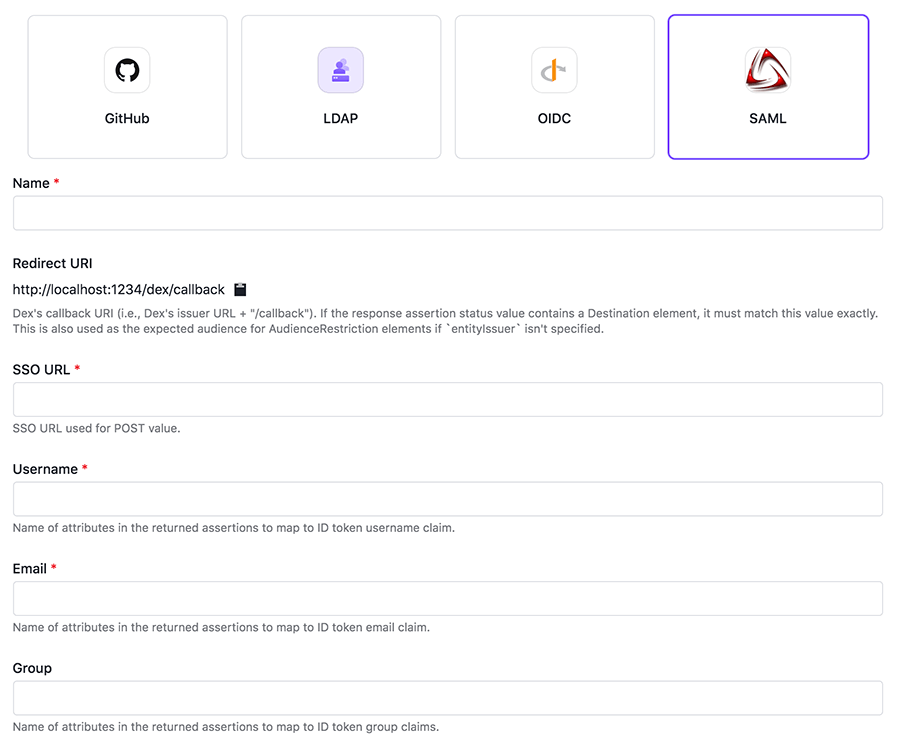 GitHub
LDAP
OIDC
SAML
Name *
Redirect URI
http://localhost:1234/dex/callback
Dex's callback URI (i.e., Dex's issuer URL + "/callback"). If the response assertion status value contains a Destination element, it must match this value exactly.
This is also used as the expected audience for AudienceRestriction elements if `entityIssuer` isn't specified.
SSO URL *
SSO URL used for POST value.
Username *
Name of attributes in the returned assertions to map to ID token username claim.
Email *
Name of attributes in the returned assertions to map to ID token email claim.
Group
Name of attributes in the returned assertions to map to ID token group claims.